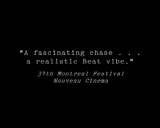 "A fascinating chase . . .
a realistic Beat vibe."
38th Montreal Festival
Nouveau Cinema